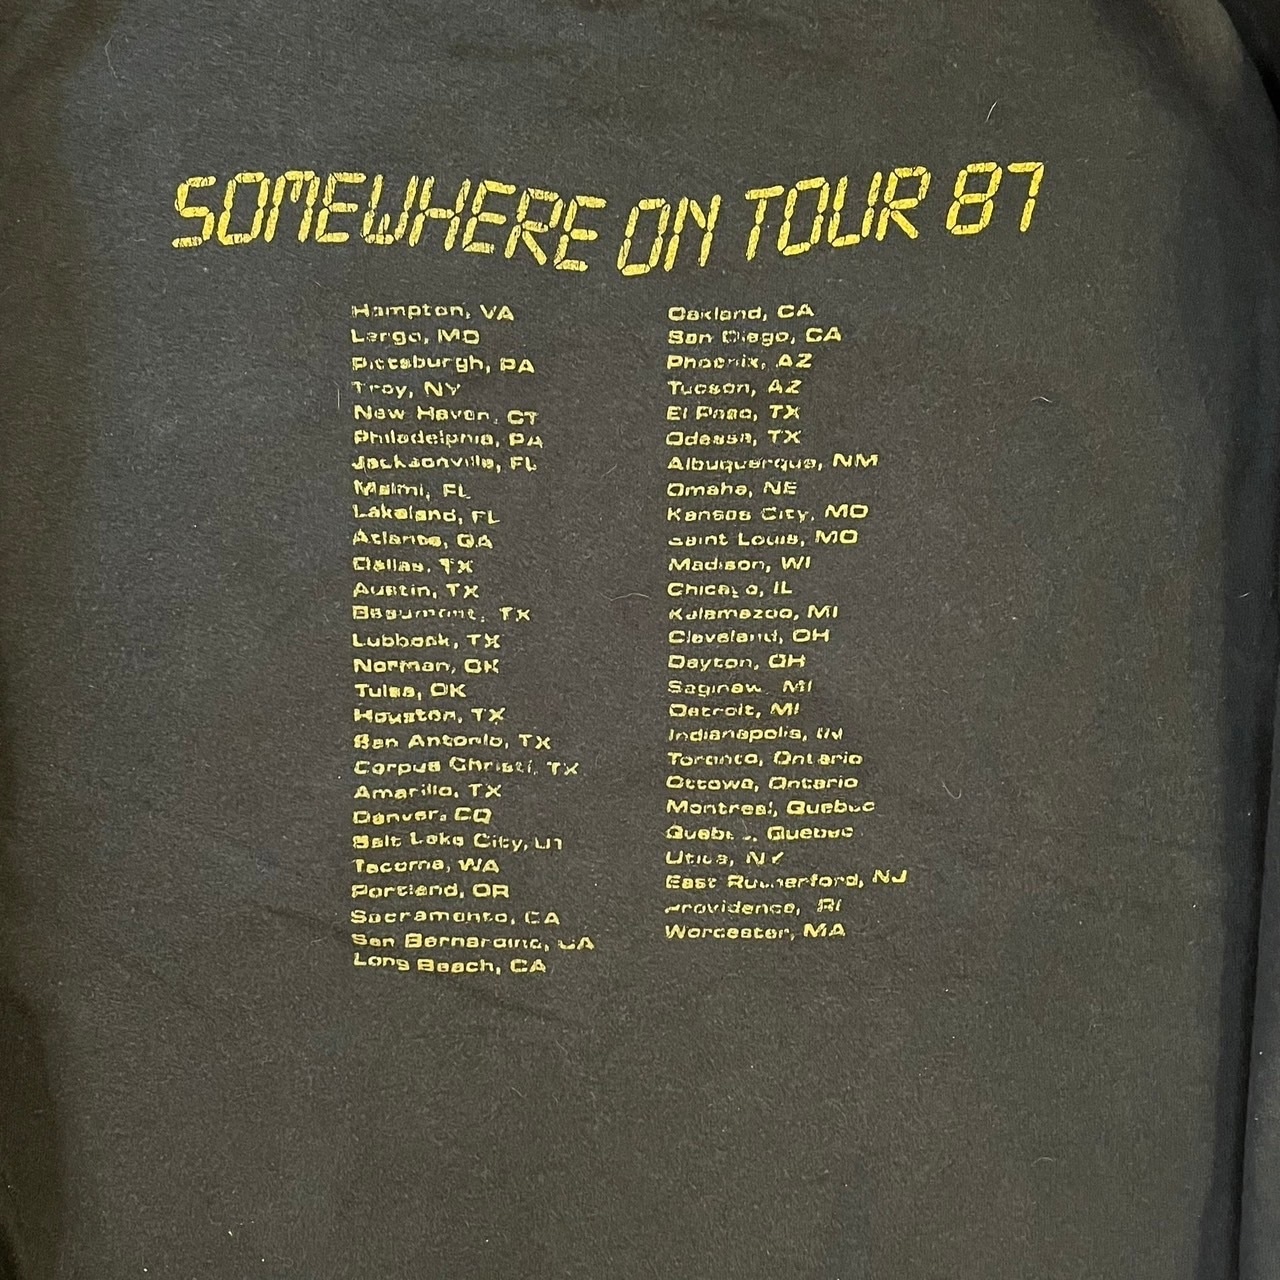 SOMEWHERE ON TOUR 87
Hampton, VA
Largo, MD
Pittsburgh, PA
Troy, NY
New Haven, CT
Philadelphia, PA
Jacksonville, FL
Miami, FL
Lakeland, FL
Atlanta, GA
Dallas, TX
Austin, TX
Beaumont, TX
Lubbock, TX
Norman, OK
Tulsa, OK
Houston, TX
San Antonio, TX
Corpus Christi, TX
Amarillo, TX
Denver, CO
Salt Lake City, UT
Tacoma, WA
Portland, OR
Sacramento, CA
San Bernardino, CA
Long Beach, CA
Oakland, CA
San Diego, CA
Phoenix, AZ
Tucson, AZ
El Paso, TX
Odessa, TX
Albuquerque, NM
Omaha, NE
Kansas City, MO
Saint Louis, MO
Madison, WI
Chicago, IL
Kalamazoo, MI
Cleveland, OH
Dayton, OH
Saginaw, MI
Detroit, MI
Indianapolis, IN
Toronto, Ontario
Ottowa, Ontario
Montreal, Quebec
Quebec, Quebec
Utica, NY
East Rutherford, NJ
Providence, RI
Worcester, MA